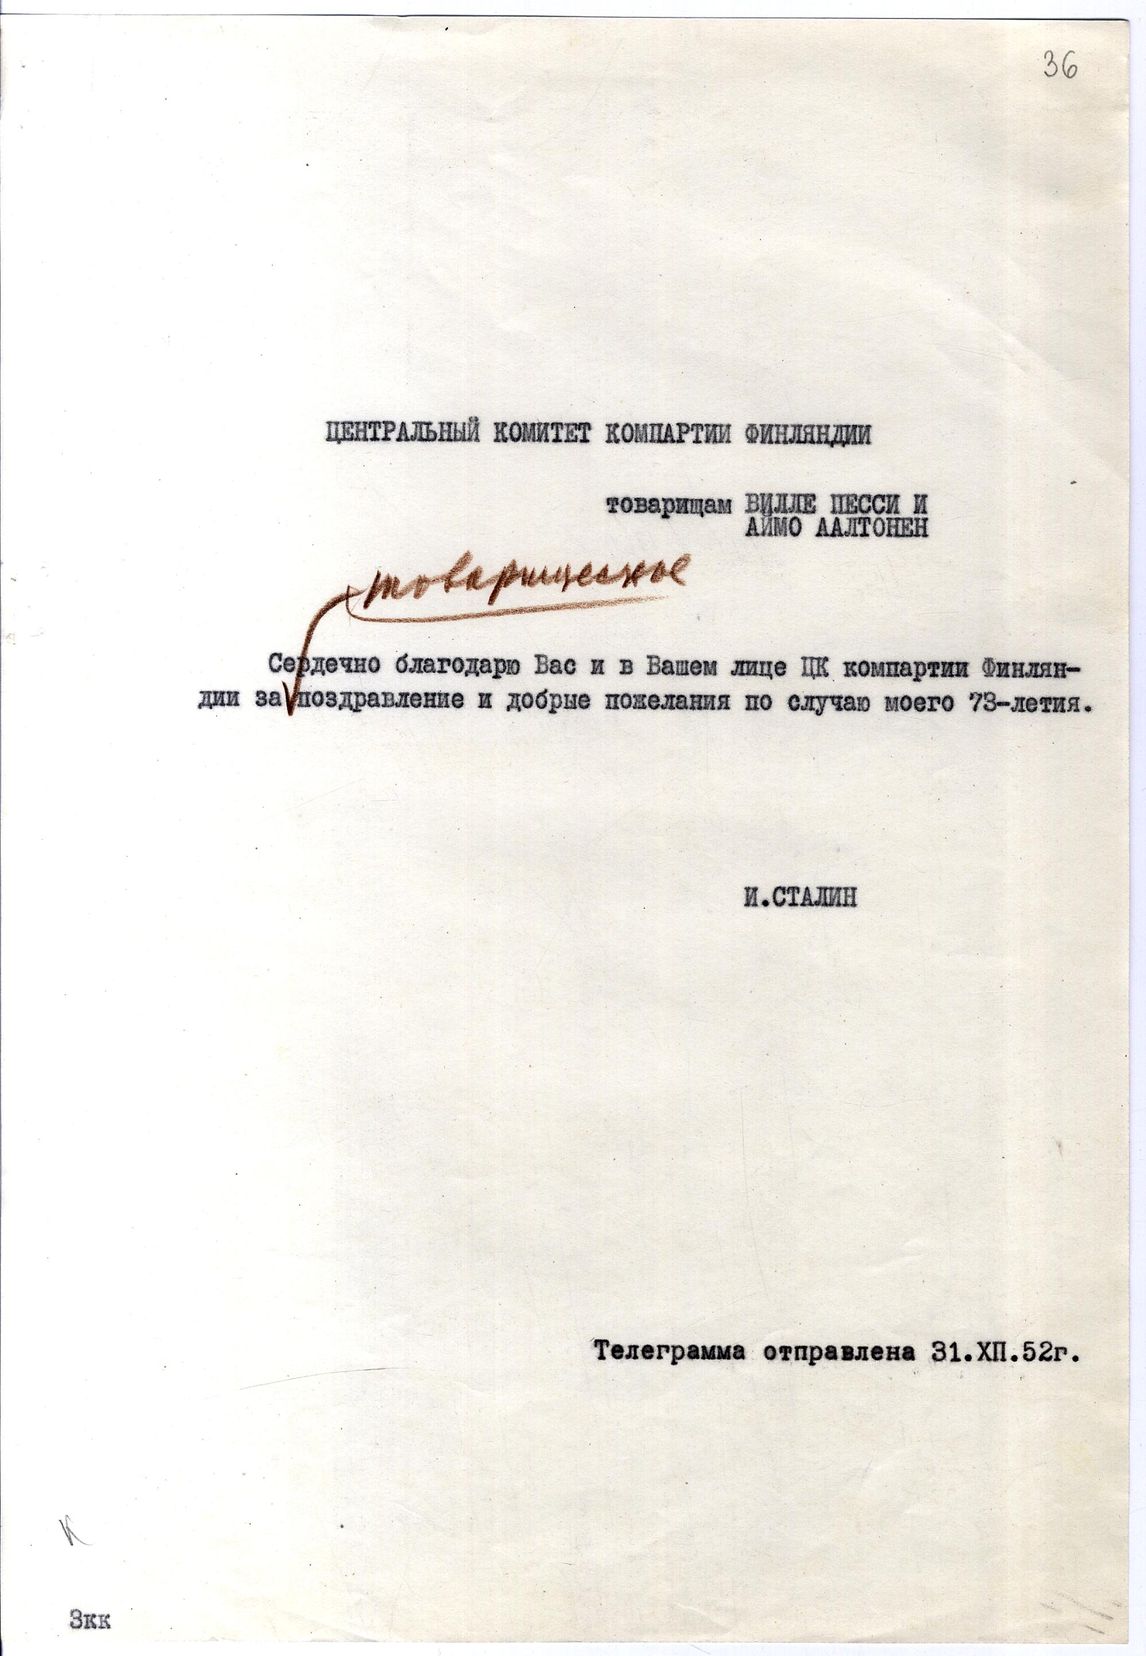 36
ЦЕНТРАЛЬНЫЙ КОМИТЕТ КОМПАРТИИ ФИНЛЯНДИИ
товарищам ВИЛЛЕ ПЕССИ И
АЙМО ААЛТОНЕН
товарищеское
Сердечно благодарю Вас и в Вашем лице ЦК компартии Финлян-
дии за поздравление и добрые пожелания по случаю моего 73-летия.
И.СТАЛИН
Телеграмма отправлена 31.ХП.52г.
К
3кк